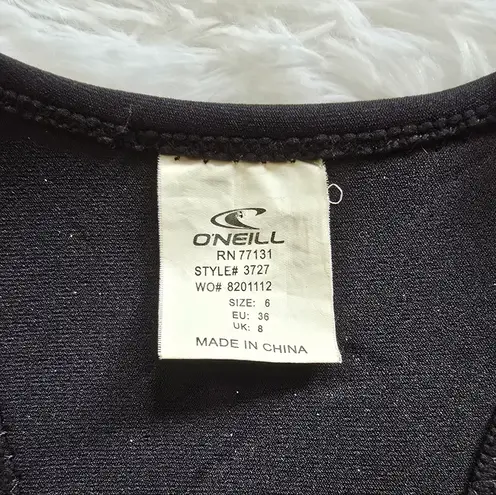 O'NEILL
RN 77131
STYLE# 3727
WO# 8201112
SIZE: 6
EU: 36
UK: 8
MADE IN CHINA